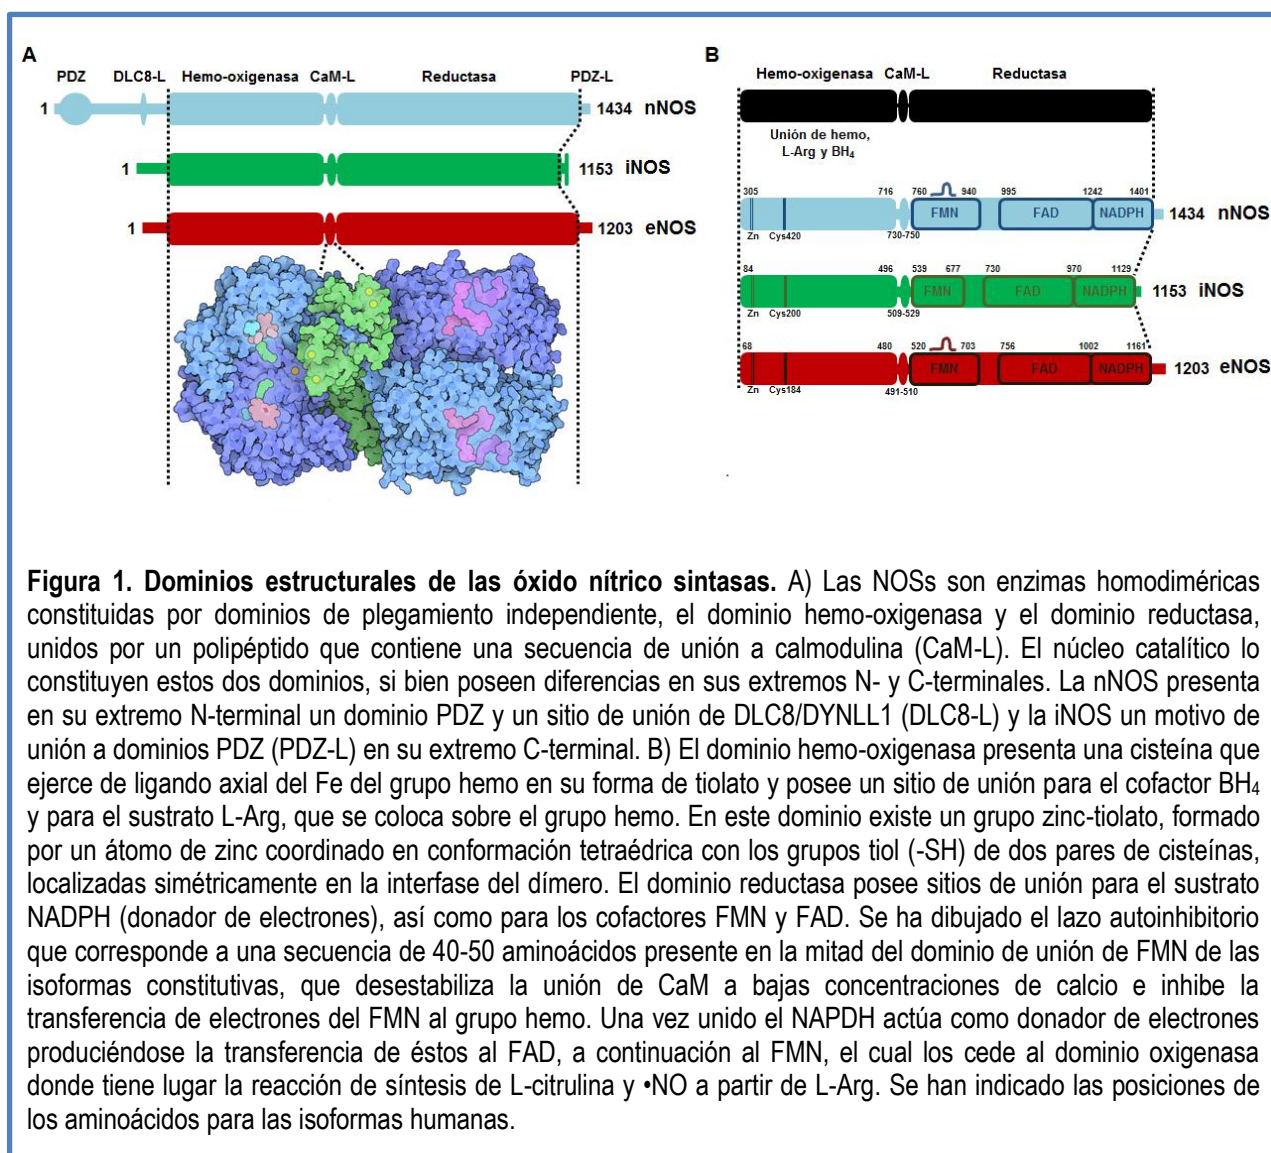 A
PDZ DLC8-L Hemo-oxigenasa CaM-L Reductasa PDZ-L
1 1434 nNOS
1 1153 iNOS
1 1203 eNOS
B
Hemo-oxigenasa CaM-L Reductasa
Unión de hemo,
L-Arg y BH4
305 716 760 940 995 1242 1401
FMN FAD NADPH 1434 nNOS
Zn Cys420 730-750
84 496 539 677 730 970 1129
FMN FAD NADPH 1153 iNOS
Zn Cys200 509-529
68 480 520 703 756 1002 1161
FMN FAD NADPH 1203 eNOS
Zn Cys184 491-510
Figura 1. Dominios estructurales de las óxido nítrico sintasas. A) Las NOSs son enzimas homodiméricas
constituidas por dominios de plegamiento independiente, el dominio hemo-oxigenasa y el dominio reductasa,
unidos por un polipéptido que contiene una secuencia de unión a calmodulina (CaM-L). El núcleo catalítico lo
constituyen estos dos dominios, si bien poseen diferencias en sus extremos N- y C-terminales. La nNOS presenta
en su extremo N-terminal un dominio PDZ y un sitio de unión de DLC8/DYNLL1 (DLC8-L) y la iNOS un motivo de
unión a dominios PDZ (PDZ-L) en su extremo C-terminal. B) El dominio hemo-oxigenasa presenta una cisteína que
ejerce de ligando axial del Fe del grupo hemo en su forma de tiolato y posee un sitio de unión para el cofactor BH4
y para el sustrato L-Arg, que se coloca sobre el grupo hemo. En este dominio existe un grupo zinc-tiolato, formado
por un átomo de zinc coordinado en conformación tetraédrica con los grupos tiol (-SH) de dos pares de cisteínas,
localizadas simétricamente en la interfase del dímero. El dominio reductasa posee sitios de unión para el sustrato
NADPH (donador de electrones), así como para los cofactores FMN y FAD. Se ha dibujado el lazo autoinhibitorio
que corresponde a una secuencia de 40-50 aminoácidos presente en la mitad del dominio de unión de FMN de las
isoformas constitutivas, que desestabiliza la unión de CaM a bajas concentraciones de calcio e inhibe la
transferencia de electrones del FMN al grupo hemo. Una vez unido el NAPDH actúa como donador de electrones
produciéndose la transferencia de éstos al FAD, a continuación al FMN, el cual los cede al dominio oxigenasa
donde tiene lugar la reacción de síntesis de L-citrulina y •NO a partir de L-Arg. Se han indicado las posiciones de
los aminoácidos para las isoformas humanas.